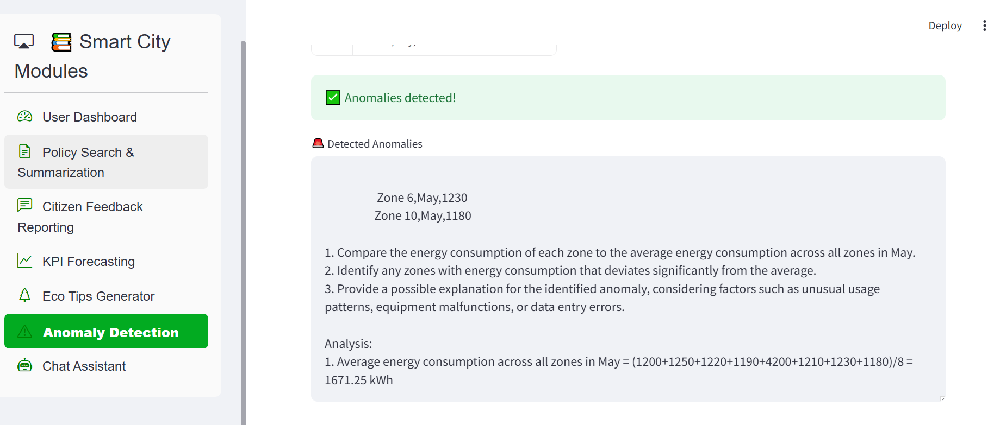 Smart City
Modules
User Dashboard
Policy Search &
Summarization
Citizen Feedback
Reporting
KPI Forecasting
Eco Tips Generator
Anomaly Detection
Chat Assistant
Deploy
Anomalies detected!
Detected Anomalies
Zone 6,May,1230
Zone 10,May,1180
1. Compare the energy consumption of each zone to the average energy consumption across all zones in May.
2. Identify any zones with energy consumption that deviates significantly from the average.
3. Provide a possible explanation for the identified anomaly, considering factors such as unusual usage
patterns, equipment malfunctions, or data entry errors.
Analysis:
1. Average energy consumption across all zones in May = (1200+1250+1220+1190+4200+1210+1230+1180)/8 =
1671.25 kWh